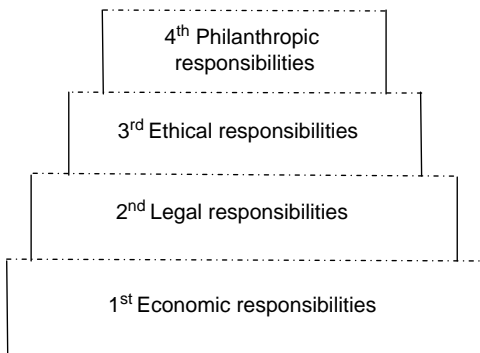 4th Philanthropic
responsibilities
3rd Ethical responsibilities
2nd Legal responsibilities
1st Economic responsibilities